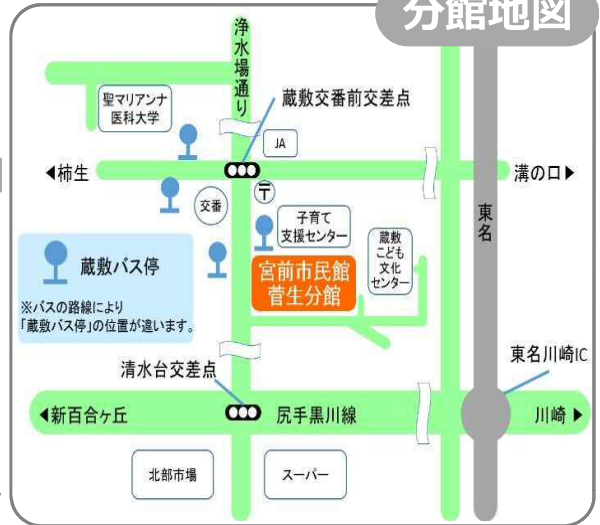 分館地図
浄水場通り
蔵敷交番前交差点
聖マリアンナ
医科大学
JA
◀柿生
溝の口▶
〒
交番
東名
子育て
支援センター
蔵敷
こども
文化
センター
蔵敷バス停
※バスの路線により
「蔵敷バス停」の位置が違います。
宮前市民館
菅生分館
清水台交差点
東名川崎IC
◀新百合ヶ丘
尻手黒川線
川崎▶
北部市場
スーパー